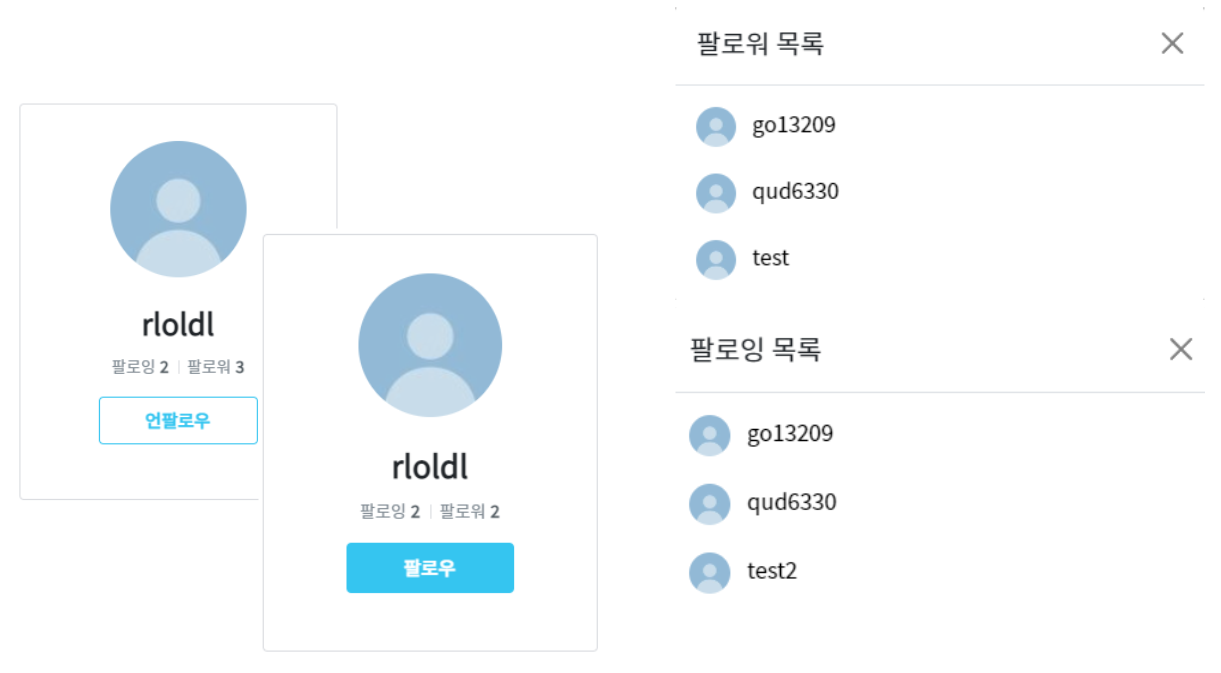 rloldl
팔로잉 2 | 팔로워 3
언팔로우
rloldl
팔로잉 2 | 팔로워 2
팔로우
팔로워 목록
go13209
qud6330
test
팔로잉 목록
go13209
qud6330
test2